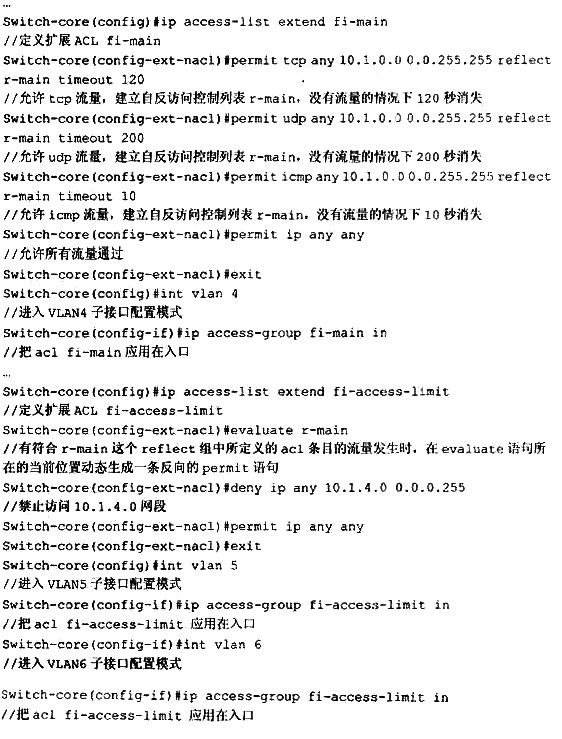 …
Switch-core(config)#ip access-list extend fi-main
//定义扩展 ACL fi-main
Switch-core(config-ext-nacl)#permit tcp any 10.1.0.0 0.0.255.255 reflect
r-main timeout 120
//允许 tcp 流量，建立自反访问控制列表 r-main，没有流量的情况下 120 秒消失
Switch-core(config-ext-nacl)#permit udp any 10.1.0.0 0.0.255.255 reflect
r-main timeout 200
//允许 udp 流量，建立自反访问控制列表 r-main，没有流量的情况下 200 秒消失
Switch-core(config-ext-nacl)#permit icmp any 10.1.0.0 0.0.255.255 reflect
r-main timeout 10
//允许 icmp 流量，建立自反访问控制列表 r-main，没有流量的情况下 10 秒消失
Switch-core(config-ext-nacl)#permit ip any any
//允许所有流量通过
Switch-core(config-ext-nacl)#exit
Switch-core(config)#int vlan 4
//进入 VLAN4 子接口配置模式
Switch-core(config-if)#ip access-group fi-main in
//把 acl fi-main 应用在入口
…
Switch-core(config)#ip access-list extend fi-access-limit
//定义扩展 ACL fi-access-limit
Switch-core(config-ext-nacl)#evaluate r-main
//有符合 r-main 这个 reflect 组中所定义的 acl 条目的流量发生时，在 evaluate 语句所
在的当前位置动态生成一条反向的 permit 语句
Switch-core(config-ext-nacl)#deny ip any 10.1.4.0 0.0.0.255
//禁止访问 10.1.4.0 网段
Switch-core(config-ext-nacl)#permit ip any any
Switch-core(config-ext-nacl)#exit
Switch-core(config)#int vlan 5
//进入 VLAN5 子接口配置模式
Switch-core(config-if)#ip access-group fi-access-limit in
//把 acl fi-access-limit 应用在入口
Switch-core(config-if)#int vlan 6
//进入 VLAN6 子接口配置模式
Switch-core(config-if)#ip access-group fi-access-limit in
//把 acl fi-access-limit 应用在入口